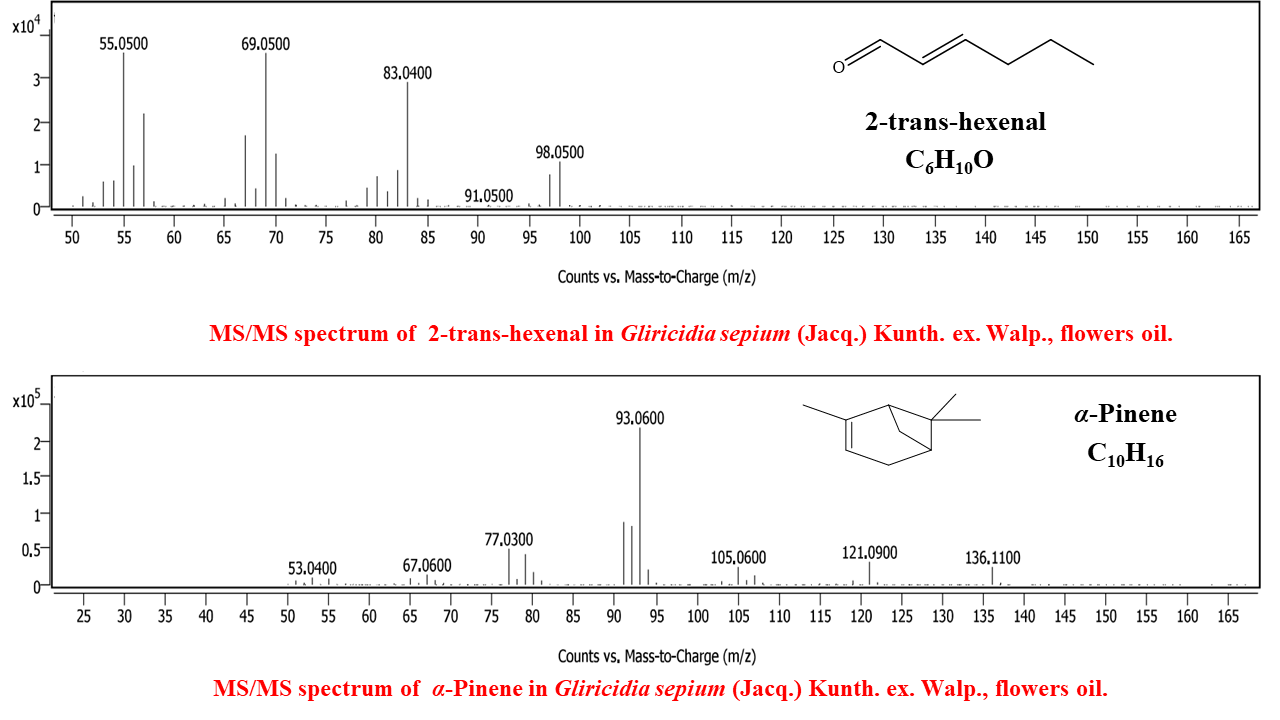 x10⁴
55.0500 69.0500
83.0400
98.0500
91.0500
3
2
1
0
O
2-trans-hexenal
C₆H₁₀O
50 55 60 65 70 75 80 85 90 95 100 105 110 115 120 125 130 135 140 145 150 155 160 165
Counts vs. Mass-to-Charge (m/z)
MS/MS spectrum of 2-trans-hexenal in Gliricidia sepium (Jacq.) Kunth. ex. Walp., flowers oil.
x10⁵
93.0600
77.0300
53.0400 67.0600
105.0600 121.0900 136.1100
2
1.5
1
0.5
0
α-Pinene
C₁₀H₁₆
25 30 35 40 45 50 55 60 65 70 75 80 85 90 95 100 105 110 115 120 125 130 135 140 145 150 155 160 165
Counts vs. Mass-to-Charge (m/z)
MS/MS spectrum of α-Pinene in Gliricidia sepium (Jacq.) Kunth. ex. Walp., flowers oil.